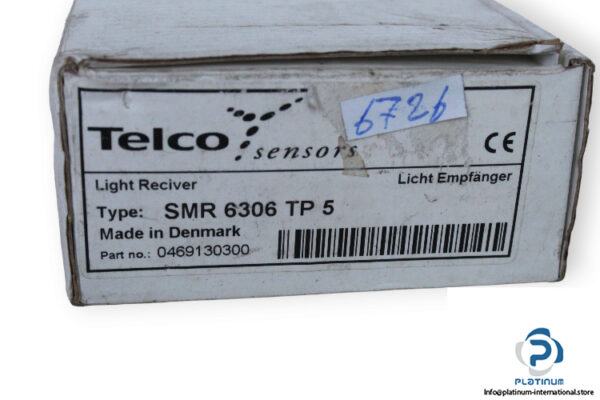 6726
Telco
sensors
CE
Light Reciver
Licht Empfänger
Type: SMR 6306 TP 5
Made in Denmark
Part no.: 0469130300
PLATINUM
Info@platinum-international.store